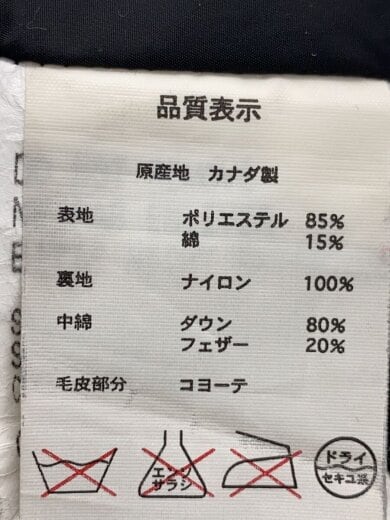 品質表示
原産地 カナダ製
表地 ポリエステル 85%
綿 15%
裏地 ナイロン 100%
中綿 ダウン 80%
フェザー 20%
毛皮部分 コヨーテ
エンソ
サラシ
ドライ
セキユ系